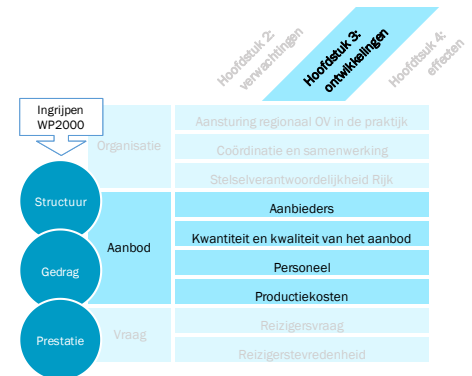 Hoofdstuk 2:
verwachtingen
Hoofdstuk 3:
ontwikkelingen
Hoofdtsuk 4:
effecten
Ingrijpen
WP2000
Organisatie
Aansturing regionaal OV in de praktijk
Coördinatie en samenwerking
Stelselverantwoordelijkheid Rijk
Structuur
Gedrag
Prestatie
Aanbod
Aanbieders
Kwantiteit en kwaliteit van het aanbod
Personeel
Productiekosten
Vraag
Reizigersvraag
Reizigerstevredenheid